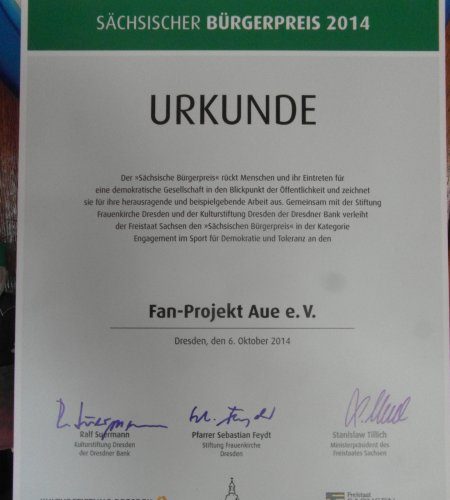 SÄCHSISCHER BÜRGERPREIS 2014
URKUNDE
Der »Sächsische Bürgerpreis« rückt Menschen und ihr Eintreten für
eine demokratische Gesellschaft in den Blickpunkt der Öffentlichkeit und zeichnet
sie für ihre herausragende und beispielgebende Arbeit aus. Gemeinsam mit der Stiftung
Frauenkirche Dresden und der Kulturstiftung Dresden der Dresdner Bank verleiht
der Freistaat Sachsen den »Sächsischen Bürgerpreis« in der Kategorie
Engagement im Sport für Demokratie und Toleranz an den
Fan-Projekt Aue e. V.
Dresden, den 6. Oktober 2014
Ralf Suermann
Kulturstiftung Dresden
der Dresdner Bank
Pfarrer Sebastian Feydt
Stiftung Frauenkirche
Dresden
Stanislaw Tillich
Ministerpräsident des
Freistaates Sachsen
KULTURSTIFTUNG DRESDEN
Freistaat
SACHSEN